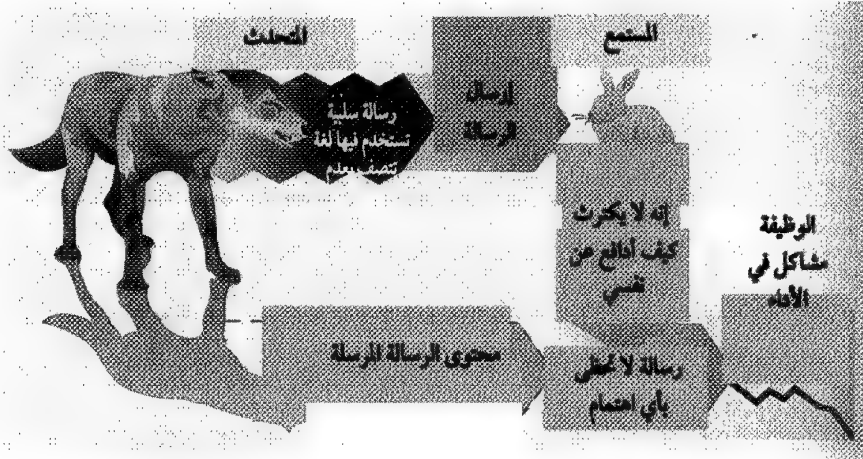 المتحدث
المستمع
رسالة سلبية
تستخدم فيها لغة
تتصف بعدم
إرسال
الرسالة
إنه لا يكترث
كيف أدافع عن
نفسي
الوظيفة
مشاكل في
الأداء
محتوى الرسالة المرسلة
رسالة لا تحظى
بأي اهتمام